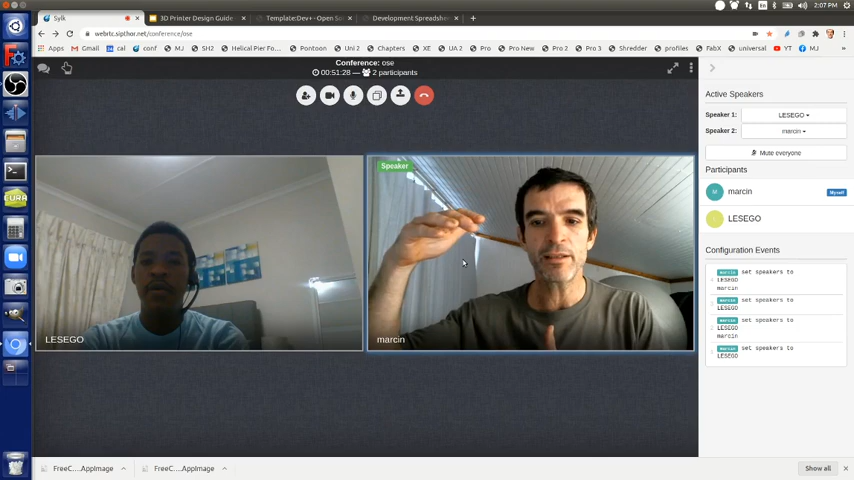 2:07 PM
Sylk
3D Printer Design Guide
Template:Dev+ - Open S
Development Spreadshe
webrtc.sipthor.net/conference/ose
Apps
Gmail
cal
conf
MJ
SH2
Helical Pier Fo...
Pontoon
Uni 2
Chapters
XE
UA 2
Pro
Pro New
Pro 2
Pro 3
Shredder
profiles
FabX
universal
YT
MJ
Conference: ose
00:51:28 — 2 participants
Speaker
LESEGO
marcin
Active Speakers
Speaker 1:
LESEGO
Speaker 2:
marcin
Mute everyone
Participants
M
marcin
Myself
L
LESEGO
Configuration Events
marcin set speakers to
LESEGO
marcin
marcin set speakers to
LESEGO
marcin set speakers to
LESEGO
marcin
marcin set speakers to
LESEGO
CURA
FreeC....AppImage
FreeC....AppImage
Show all